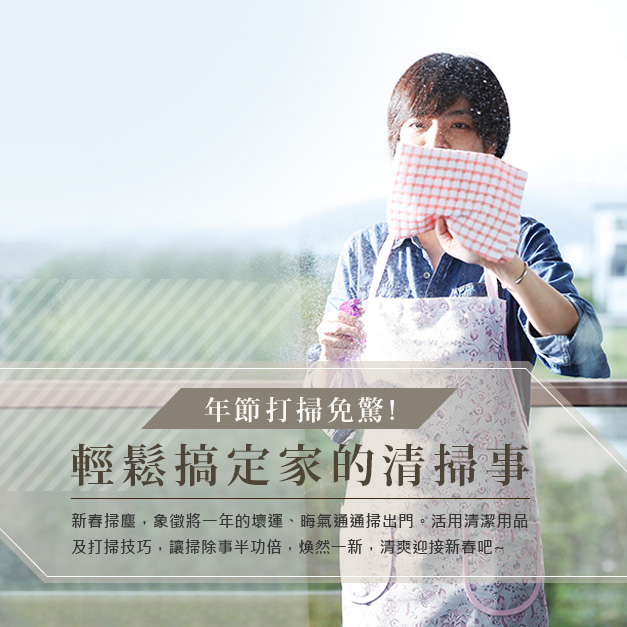 年節打掃免驚!
輕鬆搞定家的清掃事
新春掃塵，象徵將一年的壞運、晦氣通通掃出門。活用清潔用品
及打掃技巧，讓掃除事半功倍，煥然一新，清爽迎接新春吧~